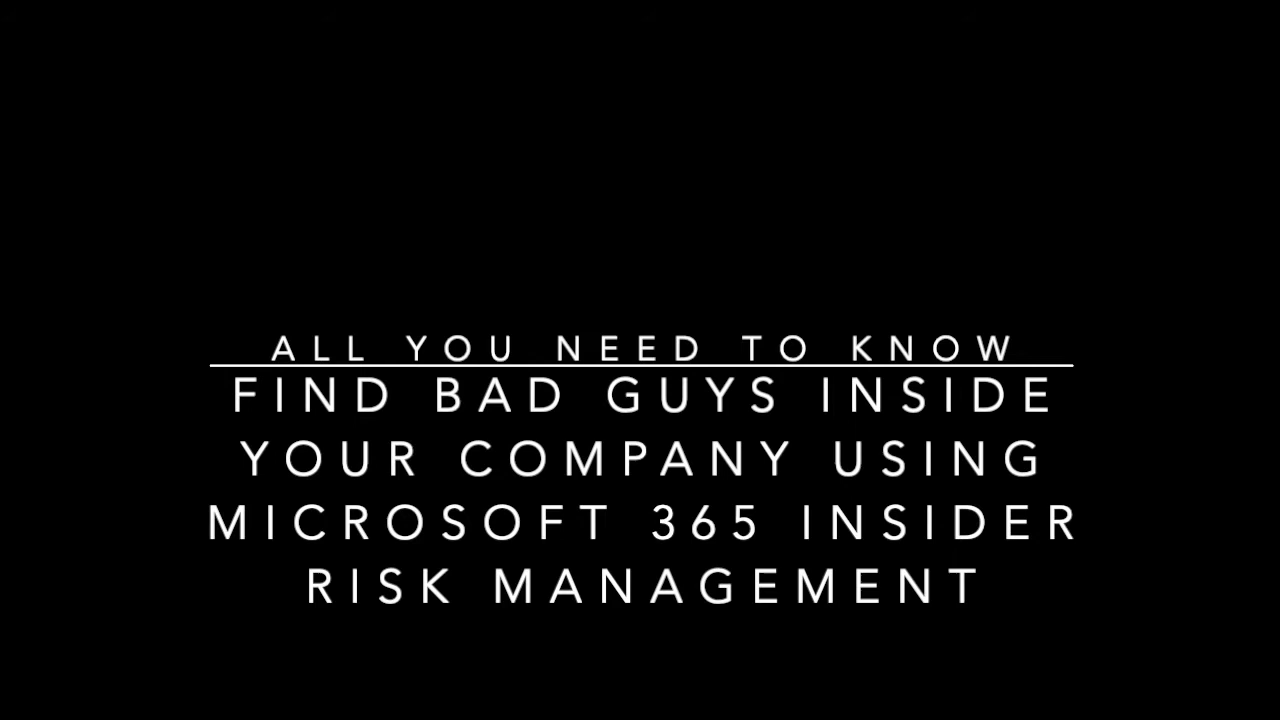 ALL YOU NEED TO KNOW
FIND BAD GUYS INSIDE
YOUR COMPANY USING
MICROSOFT 365 INSIDER
RISK MANAGEMENT